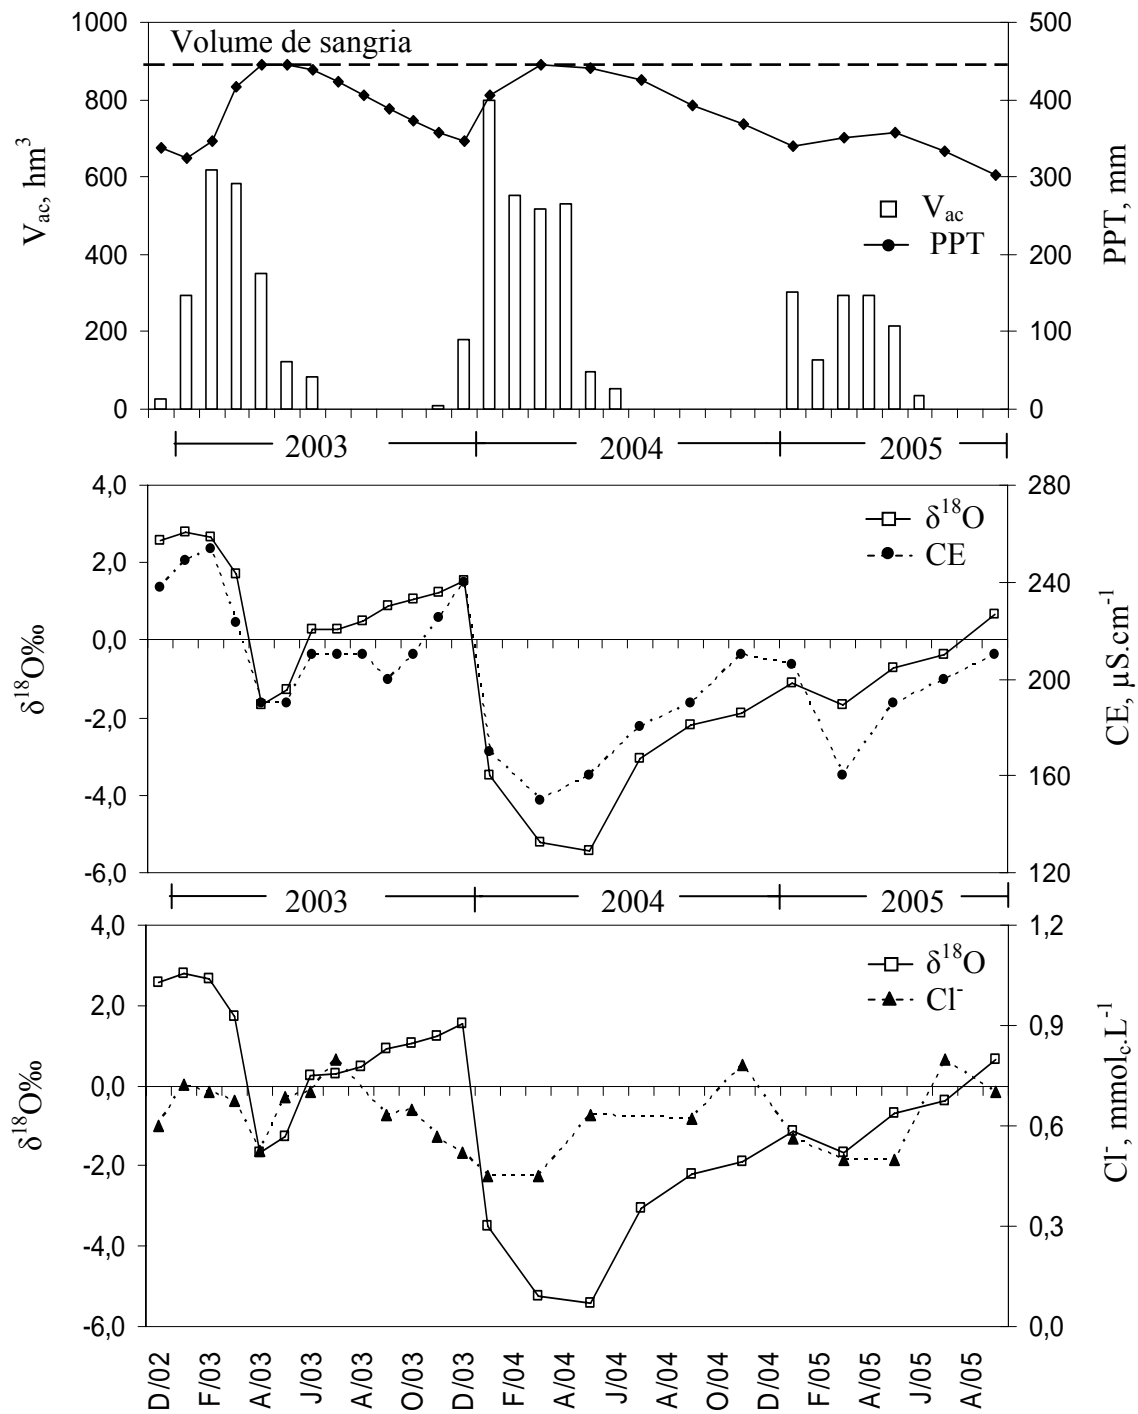 1000
800
600
400
200
0
V_ac, hm³
Volume de sangria
V_ac
PPT
500
400
300
200
100
0
PPT, mm
2003
2004
2005
4,0
2,0
0,0
-2,0
-4,0
-6,0
δ¹⁸O‰
δ¹⁸O
CE
280
240
200
160
120
CE, µS.cm⁻¹
2003
2004
2005
4,0
2,0
0,0
-2,0
-4,0
-6,0
δ¹⁸O‰
δ¹⁸O
Cl⁻
1,2
0,9
0,6
0,3
0,0
Cl⁻, mmol_c.L⁻¹
D/02
F/03
A/03
J/03
A/03
O/03
D/03
F/04
A/04
J/04
A/04
O/04
D/04
F/05
A/05
J/05
A/05